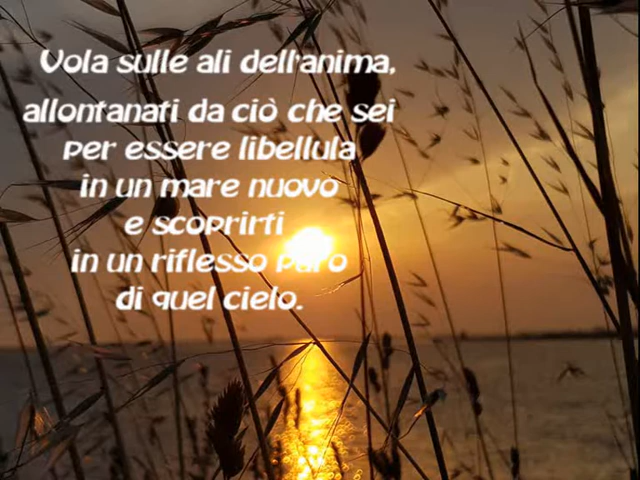 Vola sulle ali dell'anima,
allontanati da ciò che sei
per essere libellula
in un mare nuovo
e scoprirti
in un riflesso puro
di quel cielo.